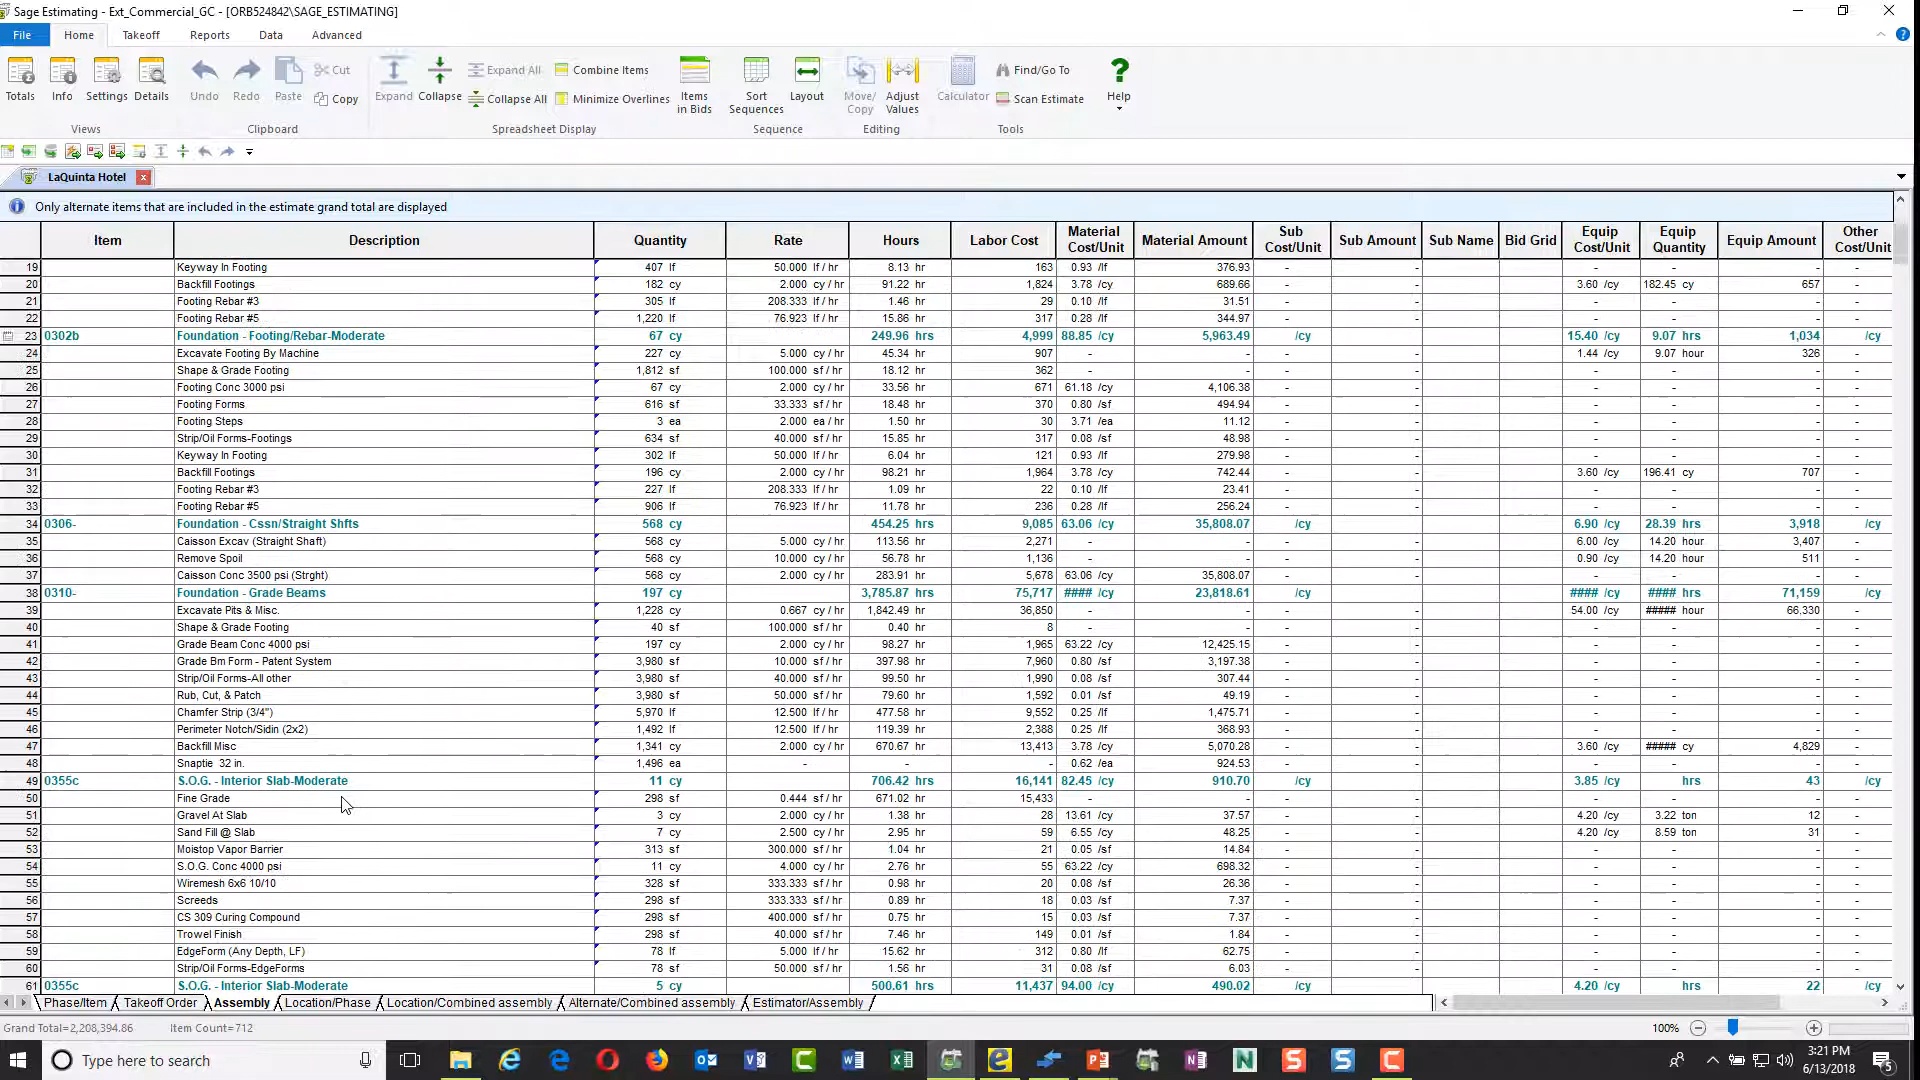 Sage Estimating - Ext_Commercial_GC - [ORB524842\SAGE_ESTIMATING]
File Home Takeoff Reports Data Advanced
Totals Info Settings Details Undo Redo Paste Cut Copy Expand Collapse Expand All Collapse All Combine Items Minimize Overlines Items in Bids Sort Sequences Layout Move/ Copy Adjust Values Calculator Find/Go To Scan Estimate Help
Views Clipboard Spreadsheet Display Sequence Editing Tools
LaQuinta Hotel
Only alternate items that are included in the estimate grand total are displayed
Item Description Quantity Rate Hours Labor Cost Material Cost/Unit Material Amount Sub Cost/Unit Sub Amount Sub Name Bid Grid Equip Cost/Unit Equip Quantity Equip Amount Other Cost/Unit
19 Keyway In Footing 407 lf 50.000 lf / hr 8.13 hr 163 0.93 /lf 376.93 - - - - - -
20 Backfill Footings 182 cy 2.000 cy / hr 91.22 hr 1,824 3.78 /cy 689.66 - - 3.60 /cy 182.45 cy 657 -
21 Footing Rebar #3 305 lf 208.333 lf / hr 1.46 hr 29 0.10 /lf 31.51 - - - - - -
22 Footing Rebar #5 1,220 lf 76.923 lf / hr 15.86 hr 317 0.28 /lf 344.97 - - - - - -
23 0302b Foundation - Footing/Rebar-Moderate 67 cy 249.96 hrs 4,999 88.85 /cy 5,963.49 /cy 15.40 /cy 9.07 hrs 1,034 /cy
24 Excavate Footing By Machine 227 cy 5.000 cy / hr 45.34 hr 907 - - - - 1.44 /cy 9.07 hour 326 -
25 Shape & Grade Footing 1,812 sf 100.000 sf / hr 18.12 hr 362 - - - - - - - -
26 Footing Conc 3000 psi 67 cy 2.000 cy / hr 33.56 hr 671 61.18 /cy 4,106.38 - - - - - -
27 Footing Forms 616 sf 33.333 sf / hr 18.48 hr 370 0.80 /sf 494.94 - - - - - -
28 Footing Steps 3 ea 2.000 ea / hr 1.50 hr 30 3.71 /ea 11.12 - - - - - -
29 Strip/Oil Forms-Footings 634 sf 40.000 sf / hr 15.85 hr 317 0.08 /sf 48.98 - - - - - -
30 Keyway In Footing 302 lf 50.000 lf / hr 6.04 hr 121 0.93 /lf 279.98 - - - - - -
31 Backfill Footings 196 cy 2.000 cy / hr 98.21 hr 1,964 3.78 /cy 742.44 - - 3.60 /cy 196.41 cy 707 -
32 Footing Rebar #3 227 lf 208.333 lf / hr 1.09 hr 22 0.10 /lf 23.41 - - - - - -
33 Footing Rebar #5 906 lf 76.923 lf / hr 11.78 hr 236 0.28 /lf 256.24 - - - - - -
34 0306- Foundation - Cssn/Straight Shfts 568 cy 454.25 hrs 9,085 63.06 /cy 35,808.07 /cy 6.90 /cy 28.39 hrs 3,918 /cy
35 Caisson Excav (Straight Shaft) 568 cy 5.000 cy / hr 113.56 hr 2,271 - - - - 6.00 /cy 14.20 hour 3,407 -
36 Remove Spoil 568 cy 10.000 cy / hr 56.78 hr 1,136 - - - - 0.90 /cy 14.20 hour 511 -
37 Caisson Conc 3500 psi (Strght) 568 cy 2.000 cy / hr 283.91 hr 5,678 63.06 /cy 35,808.07 - - - - - -
38 0310- Foundation - Grade Beams 197 cy 3,785.87 hrs 75,717 #### /cy 23,818.61 /cy #### /cy #### hrs 71,159 /cy
39 Excavate Pits & Misc. 1,228 cy 0.667 cy / hr 1,842.49 hr 36,850 - - - - 54.00 /cy ##### hour 66,330 -
40 Shape & Grade Footing 40 sf 100.000 sf / hr 0.40 hr 8 - - - - - - - -
41 Grade Beam Conc 4000 psi 197 cy 2.000 cy / hr 98.27 hr 1,965 63.22 /cy 12,425.15 - - - - - -
42 Grade Bm Form - Patent System 3,980 sf 10.000 sf / hr 397.98 hr 7,960 0.80 /sf 3,197.38 - - - - - -
43 Strip/Oil Forms-All other 3,980 sf 40.000 sf / hr 99.50 hr 1,990 0.08 /sf 307.44 - - - - - -
44 Rub, Cut, & Patch 3,980 sf 50.000 sf / hr 79.60 hr 1,592 0.01 /sf 49.19 - - - - - -
45 Chamfer Strip (3/4") 5,970 lf 12.500 lf / hr 477.58 hr 9,552 0.25 /lf 1,475.71 - - - - - -
46 Perimeter Notch/Sidin (2x2) 1,492 lf 12.500 lf / hr 119.39 hr 2,388 0.25 /lf 368.93 - - - - - -
47 Backfill Misc 1,341 cy 2.000 cy / hr 670.67 hr 13,413 3.78 /cy 5,070.28 - - 3.60 /cy ##### cy 4,829 -
48 Snaptie 32 in. 1,496 ea - - - 0.62 /ea 924.53 - - - - - -
49 0355c S.O.G. - Interior Slab-Moderate 11 cy 706.42 hrs 16,141 82.45 /cy 910.70 /cy 3.85 /cy hrs 43 /cy
50 Fine Grade 298 sf 0.444 sf / hr 671.02 hr 15,433 - - - - - - - -
51 Gravel At Slab 3 cy 2.000 cy / hr 1.38 hr 28 13.61 /cy 37.57 - - 4.20 /cy 3.22 ton 12 -
52 Sand Fill @ Slab 7 cy 2.500 cy / hr 2.95 hr 59 6.55 /cy 48.25 - - 4.20 /cy 8.59 ton 31 -
53 Moistop Vapor Barrier 313 sf 300.000 sf / hr 1.04 hr 21 0.05 /sf 14.84 - - - - - -
54 S.O.G. Conc 4000 psi 11 cy 4.000 cy / hr 2.76 hr 55 63.22 /cy 698.32 - - - - - -
55 Wiremesh 6x6 10/10 328 sf 333.333 sf / hr 0.98 hr 20 0.08 /sf 26.36 - - - - - -
56 Screeds 298 sf 333.333 sf / hr 0.89 hr 18 0.03 /sf 7.37 - - - - - -
57 CS 309 Curing Compound 298 sf 400.000 sf / hr 0.75 hr 15 0.03 /sf 7.37 - - - - - -
58 Trowel Finish 298 sf 40.000 sf / hr 7.46 hr 149 0.01 /sf 1.84 - - - - - -
59 EdgeForm (Any Depth, LF) 78 lf 5.000 lf / hr 15.62 hr 312 0.80 /lf 62.75 - - - - - -
60 Strip/Oil Forms-EdgeForms 78 sf 50.000 sf / hr 1.56 hr 31 0.08 /sf 6.03 - - - - - -
61 0355c S.O.G. - Interior Slab-Moderate 5 cy 500.61 hrs 11,437 94.00 /cy 490.02 /cy 4.20 /cy hrs 22 /cy
Phase/Item Takeoff Order Assembly Location/Phase Location/Combined assembly Alternate/Combined assembly Estimator/Assembly
Grand Total=2,208,394.86 Item Count=712 100%
Type here to search
3:21 PM
6/13/2018
5